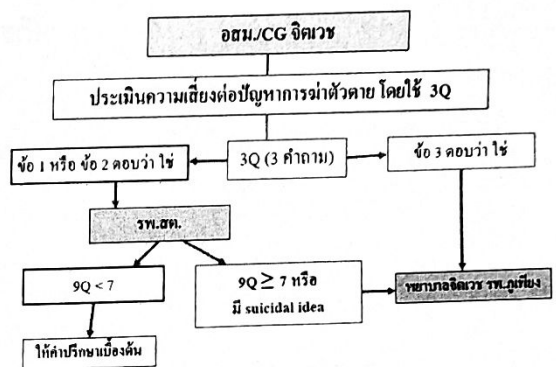 อสม./CG จิตเวช
ประเมินความเสี่ยงต่อปัญหาการฆ่าตัวตาย โดยใช้ 3Q
ข้อ 1 หรือ ข้อ 2 ตอบว่า ใช่
3Q (3 คำถาม)
ข้อ 3 ตอบว่า ใช่
รพ.สต.
9Q < 7
9Q ≥ 7 หรือ
มี suicidal idea
พยาบาลจิตเวช รพ.ภูเพียง
ให้คำปรึกษาเบื้องต้น